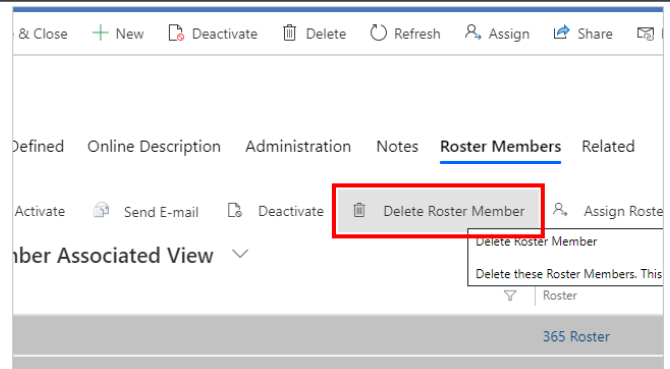 & Close New Deactivate Delete Refresh Assign Share
Defined Online Description Administration Notes Roster Members Related
Activate Send E-mail Deactivate Delete Roster Member Assign Roste
nber Associated View
Delete Roster Member
Delete these Roster Members. This
Roster
365 Roster